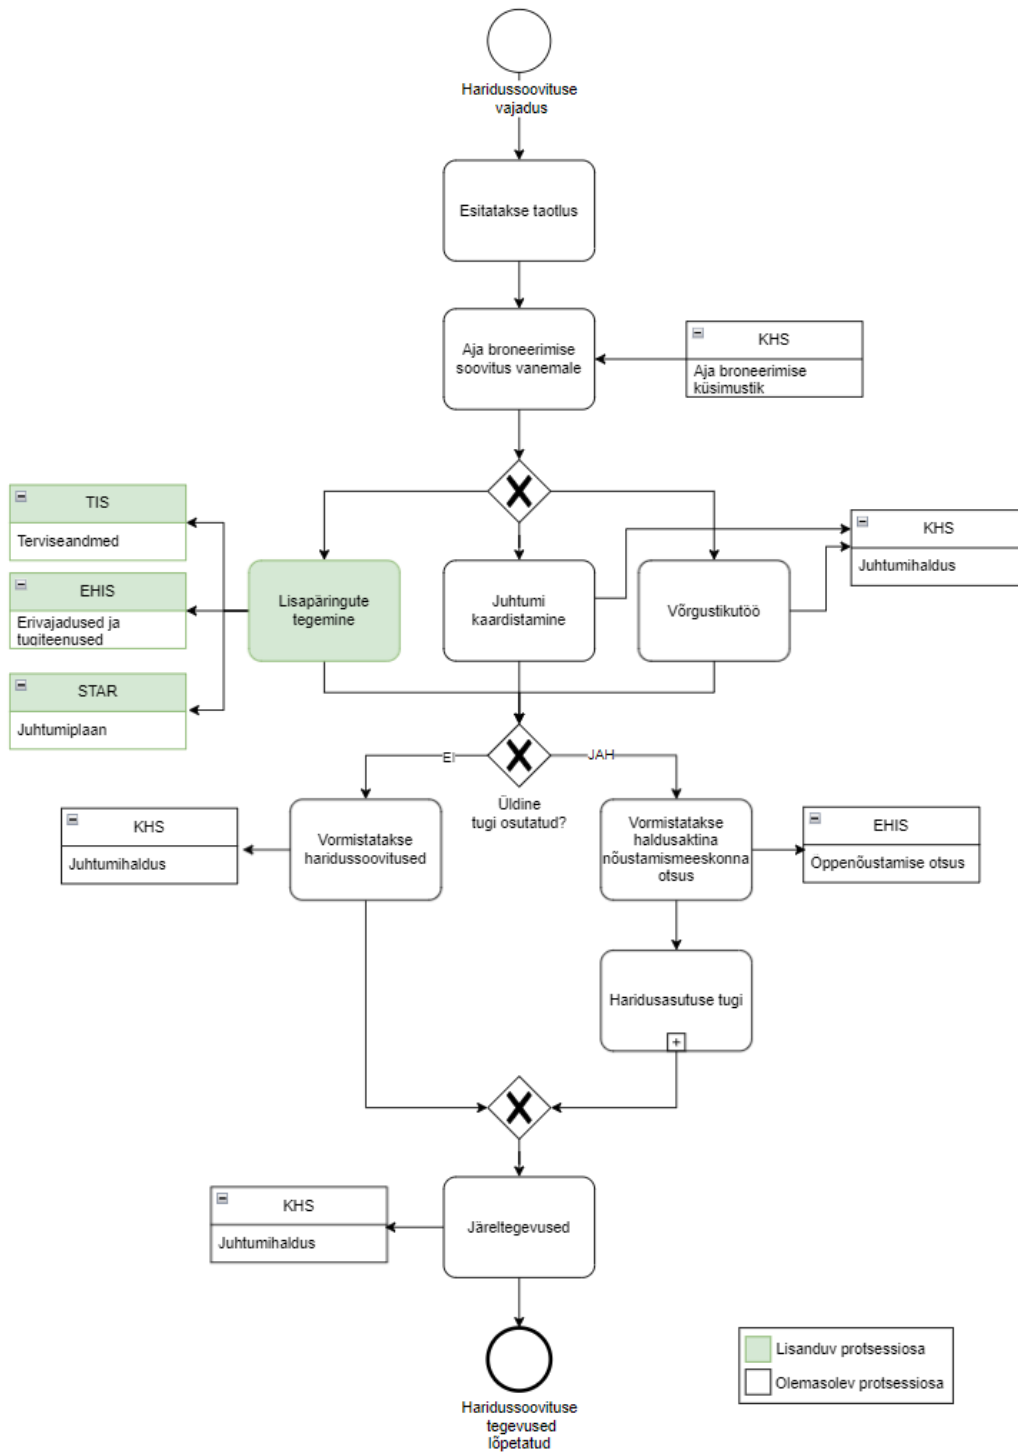 Haridussoovituse
vajadus
Esitatakse taotlus
Aja broneerimise
soovitus vanemale
KHS
Aja broneerimise
küsimustik
TIS
Terviseandmed
EHIS
Erivajadused ja
tugiteenused
STAR
Juhtumiplaan
Lisapäringute
tegemine
Juhtumi
kaardistamine
Võrgustikutöö
KHS
Juhtumihaldus
EI
JAH
Üldine
tugi osutatud?
KHS
Juhtumihaldus
Vormistatakse
haridussoovitused
Vormistatakse
haldusaktina
nõustamismeeskonna
otsus
EHIS
Õppenõustamise otsus
Haridusasutuse tugi
KHS
Juhtumihaldus
Järeltegevused
Haridussoovituse
tegevused
lõpetatud
Lisanduv protsessiosa
Olemasolev protsessiosa